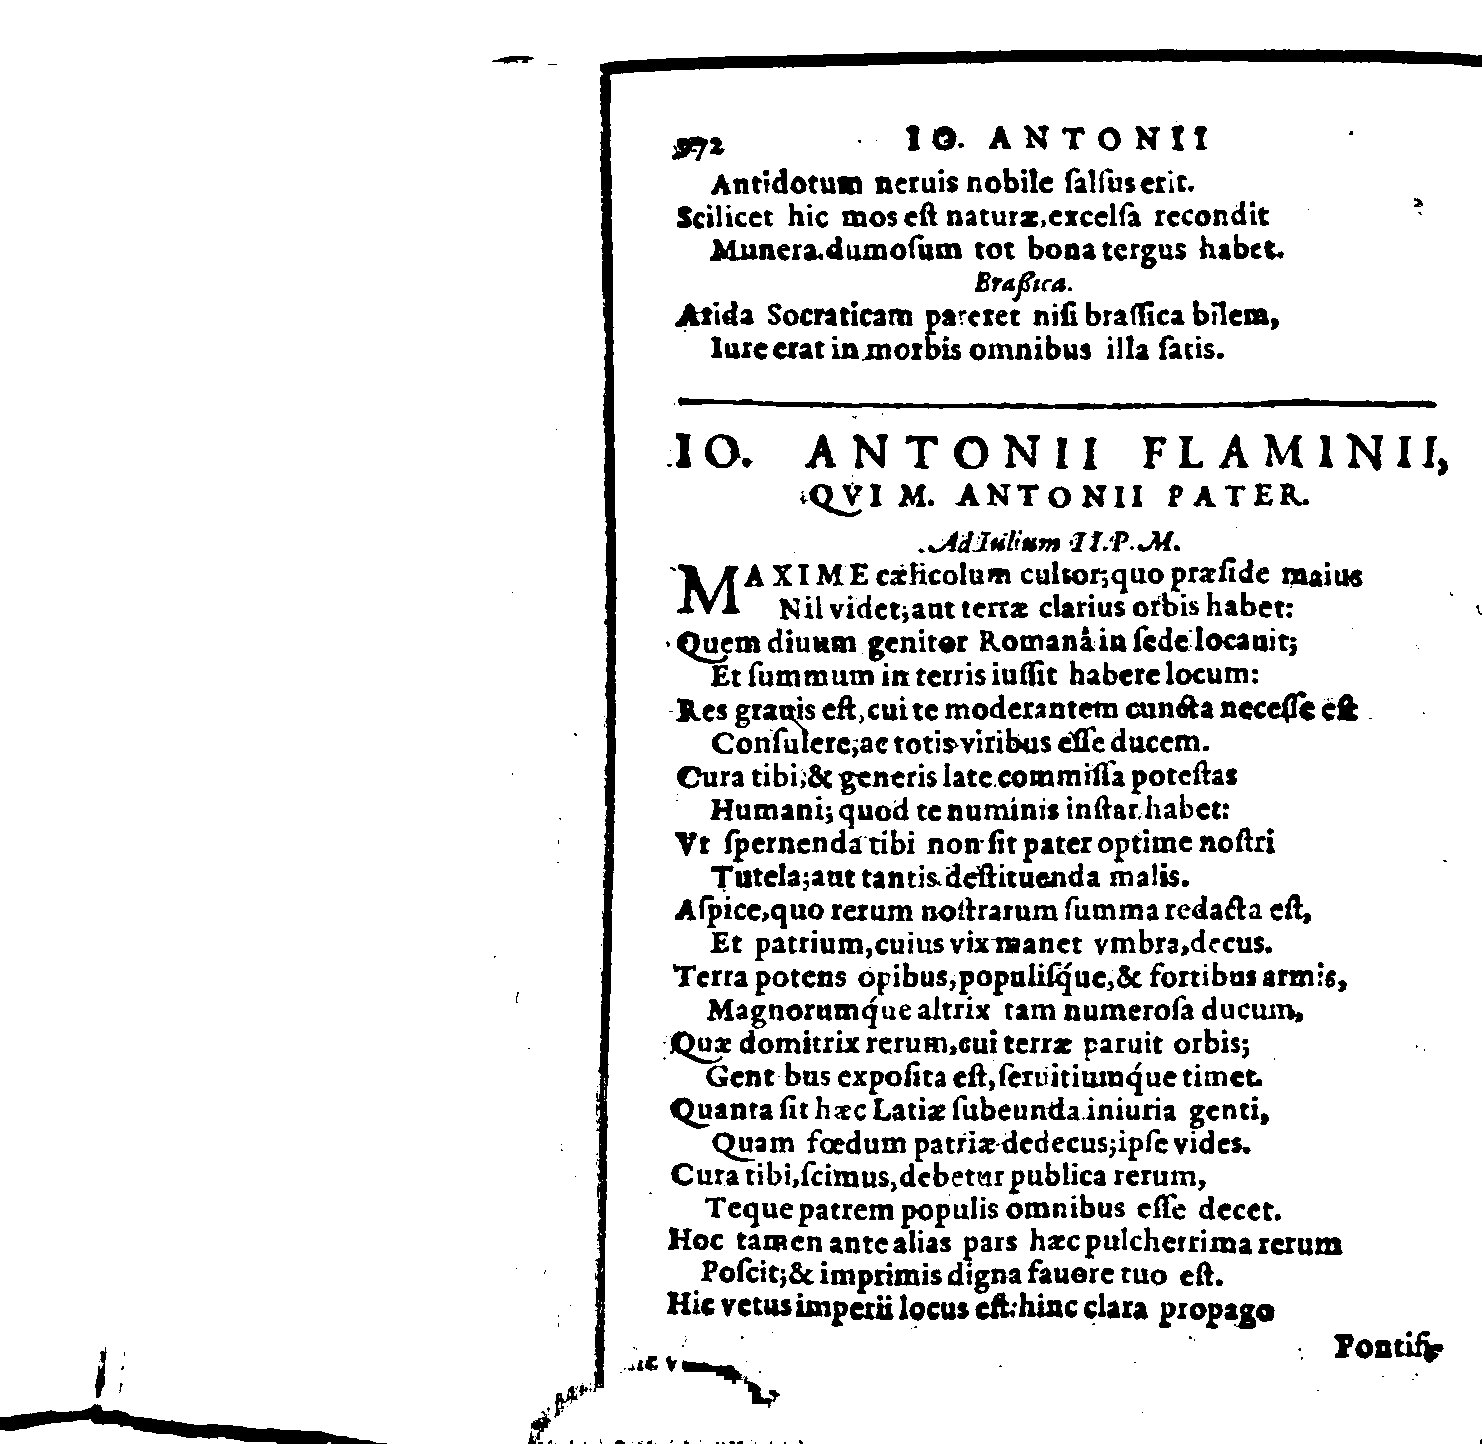 972 IO. ANTONII
Antidotum neruis nobile ſalſus erit.
Scilicet hic mos eſt naturæ, excelſa recondit
Munera. dumoſum tot bona tergus habet.
Braßica.
Atida Socraticam pareret niſi braſſica bilem,
Iure erat in morbis omnibus illa ſatis.
IO. ANTONII FLAMINII,
QVI M. ANTONII PATER.
Ad Iulium II. P. M.
MAXIME cælicolum cultor; quo præſide maius
Nil videt; aut terræ clarius orbis habet:
Quem diuum genitor Romanâ in ſede locauit;
Et ſummum in terris iuſſit habere locum:
Res grauis eſt, cui te moderantem cuncta neceſſe eſt
Conſulere; ac totis viribus eſſe ducem.
Cura tibi; & generis late commiſſa poteſtas
Humani; quod te numinis inſtar habet:
Vt ſpernenda tibi non ſit pater optime noſtri
Tutela; aut tantis deſtituenda malis.
Aſpice, quo rerum noſtrarum ſumma redacta eſt,
Et patrium, cuius vix manet vmbra, decus.
Terra potens opibus, populiſq́ue, & fortibus armis,
Magnorumq́ue altrix tam numeroſa ducum,
Quæ domitrix rerum, cui terræ paruit orbis;
Gent bus expoſita eſt, ſeruitiumq́ue timet.
Quanta ſit hæc Latiæ ſubeunda iniuria genti,
Quam fœdum patriæ dedecus; ipſe vides.
Cura tibi, ſcimus, debetur publica rerum,
Teque patrem populis omnibus eſſe decet.
Hoc tamen ante alias pars hæc pulcherrima rerum
Poſcit; & imprimis digna fauore tuo eſt.
Hic vetus imperii locus eſt: hinc clara propago
Pontifi-